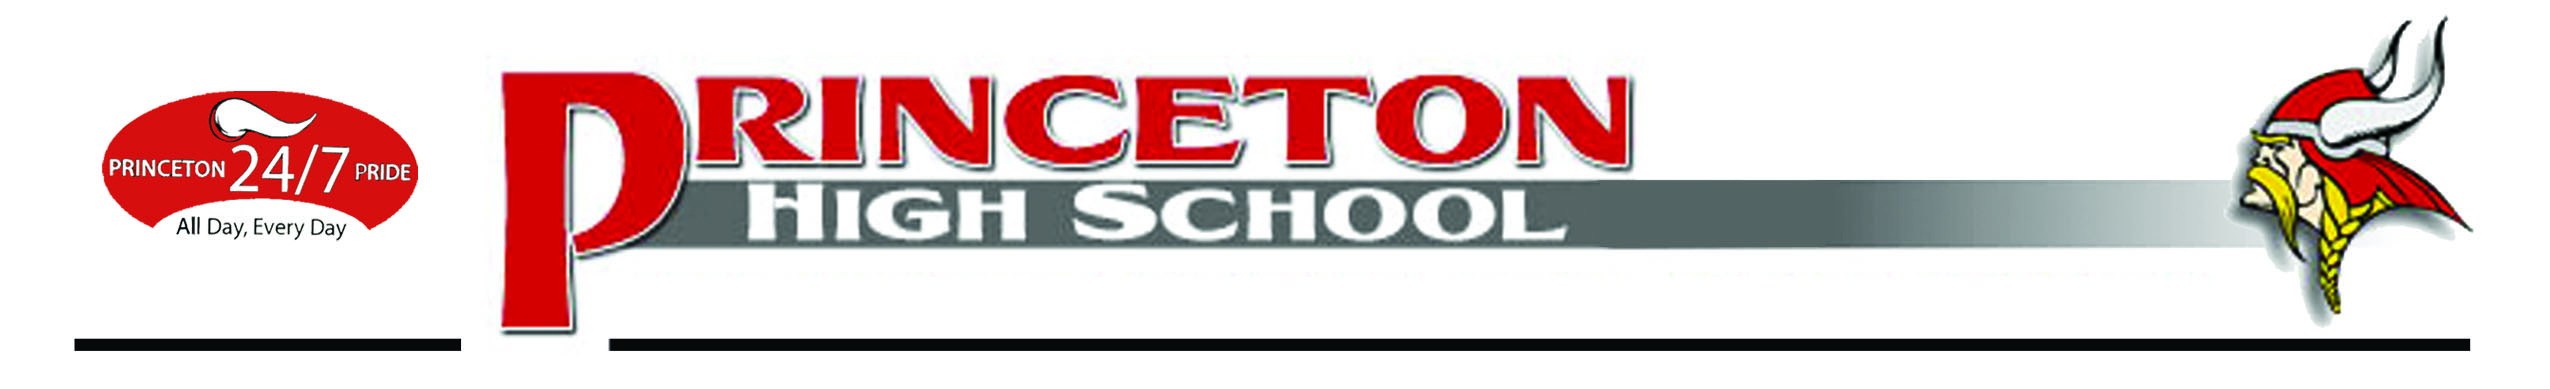 PRINCETON 24/7 PRIDE
All Day, Every Day
PRINCETON
HIGH SCHOOL